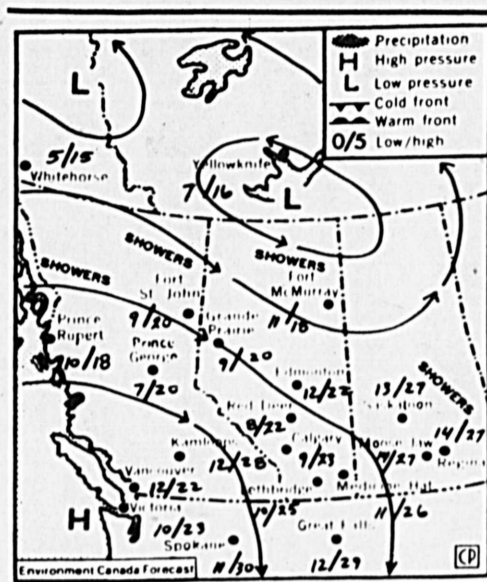 Precipitation
H High pressure
L Low pressure
Cold front
Warm front
0/5 Low/high
L
5/15
Whitehorse
Yellowknife
7/16
L
SHOWERS
SHOWERS
SHOWERS
Fort
St. John
9/20
Fort
McMurray
11/18
Grande
Prairie
9/20
Prince
Rupert
10/18
Prince
George
7/20
Edmonton
12/22
SHOWERS
13/27
Saskatoon
Red Deer
8/22
Kamloops
12/28
Calgary
9/23
Moose Jaw
14/27
14/27
Regina
Vancouver
12/22
Victoria
Lethbridge
10/25
Medicine Hat
11/26
H
10/23
Spokane
11/30
Great Falls
12/29
Environment Canada Forecast
CP